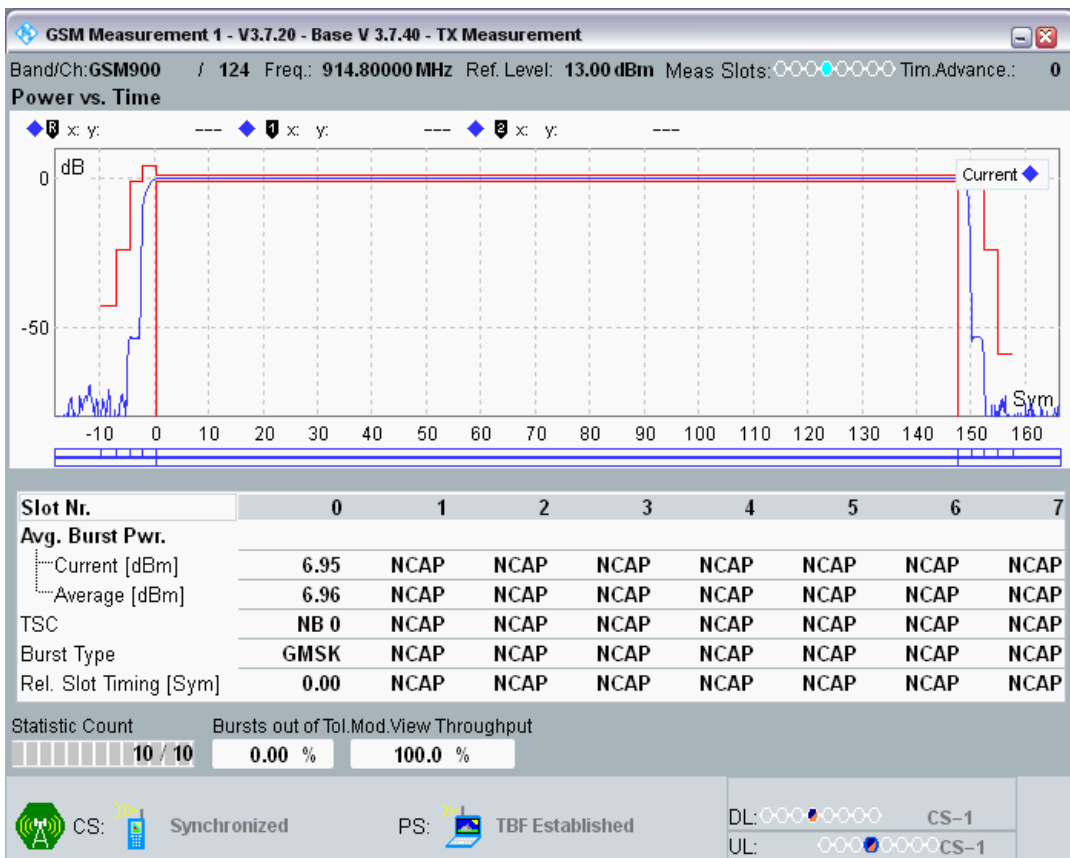 GSM Measurement 1 - V3.7.20 - Base V 3.7.40 - TX Measurement
Band/Ch:GSM900 / 124 Freq.: 914.80000 MHz Ref. Level: 13.00 dBm Meas Slots: Tim.Advance.: 0
Power vs. Time
R x: y: --- 1 x: y: --- 2 x: y: ---
dB
Current
0
-50
Sym
-10 0 10 20 30 40 50 60 70 80 90 100 110 120 130 140 150 160
Slot Nr. 0 1 2 3 4 5 6 7
Avg. Burst Pwr.
Current [dBm] 6.95 NCAP NCAP NCAP NCAP NCAP NCAP NCAP
Average [dBm] 6.96 NCAP NCAP NCAP NCAP NCAP NCAP NCAP
TSC NB 0 NCAP NCAP NCAP NCAP NCAP NCAP NCAP
Burst Type GMSK NCAP NCAP NCAP NCAP NCAP NCAP NCAP
Rel. Slot Timing [Sym] 0.00 NCAP NCAP NCAP NCAP NCAP NCAP NCAP
Statistic Count Bursts out of Tol. Mod.View Throughput
10 / 10 0.00 % 100.0 %
CS: Synchronized PS: TBF Established
DL: CS-1
UL: CS-1